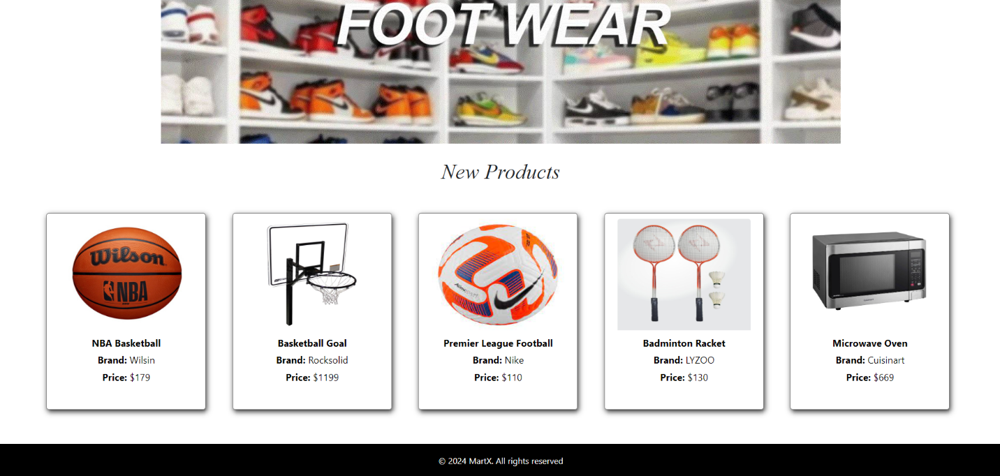 FOOT WEAR
New Products
Wilson
NBA
NBA Basketball
Brand: Wilsin
Price: $179
Basketball Goal
Brand: Rocksolid
Price: $1199
Premier League Football
Brand: Nike
Price: $110
Badminton Racket
Brand: LYZOO
Price: $130
Microwave Oven
Brand: Cuisinart
Price: $669
© 2024 MartX. All rights reserved